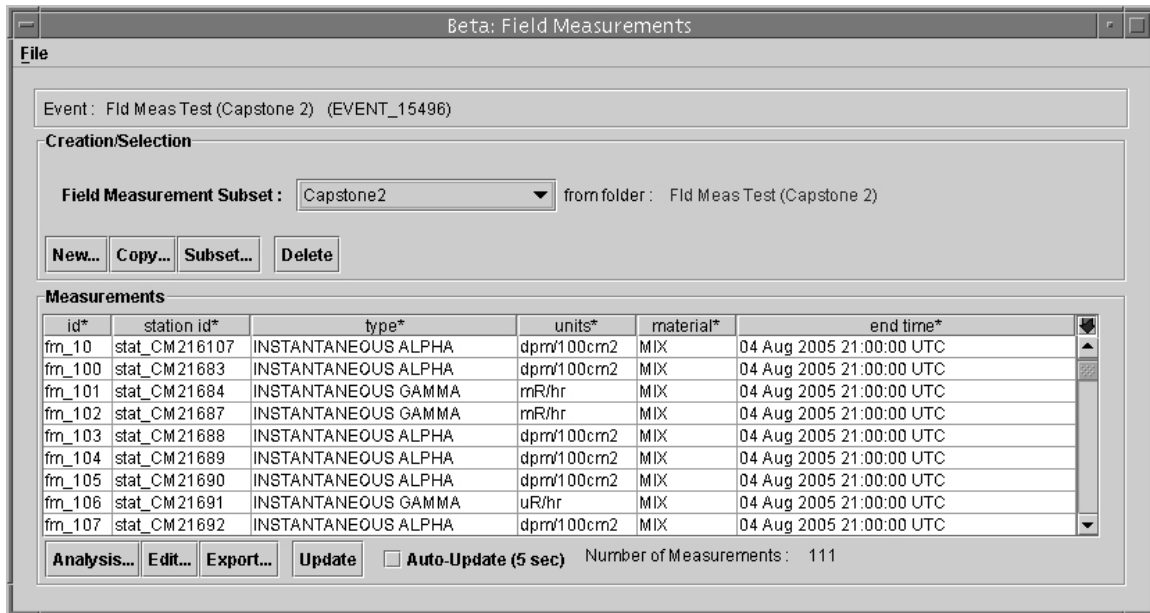 Beta: Field Measurements
File
Event : Fld Meas Test (Capstone 2) (EVENT_15496)
Creation/Selection
Field Measurement Subset : Capstone2 from folder : Fld Meas Test (Capstone 2)
New... Copy... Subset... Delete
Measurements
id* station id* type* units* material* end time*
fm_10 stat_CM216107 INSTANTANEOUS ALPHA dpm/100cm2 MIX 04 Aug 2005 21:00:00 UTC
fm_100 stat_CM21683 INSTANTANEOUS ALPHA dpm/100cm2 MIX 04 Aug 2005 21:00:00 UTC
fm_101 stat_CM21684 INSTANTANEOUS GAMMA mR/hr MIX 04 Aug 2005 21:00:00 UTC
fm_102 stat_CM21687 INSTANTANEOUS GAMMA mR/hr MIX 04 Aug 2005 21:00:00 UTC
fm_103 stat_CM21688 INSTANTANEOUS ALPHA dpm/100cm2 MIX 04 Aug 2005 21:00:00 UTC
fm_104 stat_CM21689 INSTANTANEOUS ALPHA dpm/100cm2 MIX 04 Aug 2005 21:00:00 UTC
fm_105 stat_CM21690 INSTANTANEOUS ALPHA dpm/100cm2 MIX 04 Aug 2005 21:00:00 UTC
fm_106 stat_CM21691 INSTANTANEOUS GAMMA uR/hr MIX 04 Aug 2005 21:00:00 UTC
fm_107 stat_CM21692 INSTANTANEOUS ALPHA dpm/100cm2 MIX 04 Aug 2005 21:00:00 UTC
Analysis... Edit... Export... Update Auto-Update (5 sec) Number of Measurements : 111